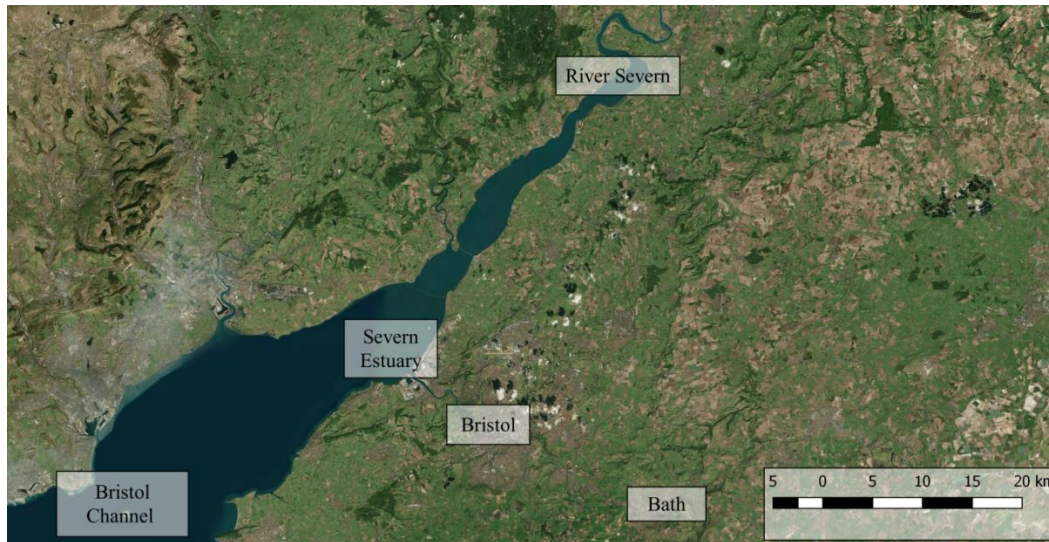 River Severn
Severn
Estuary
Bristol
Bristol
Channel
Bath
5 0 5 10 15 20 km